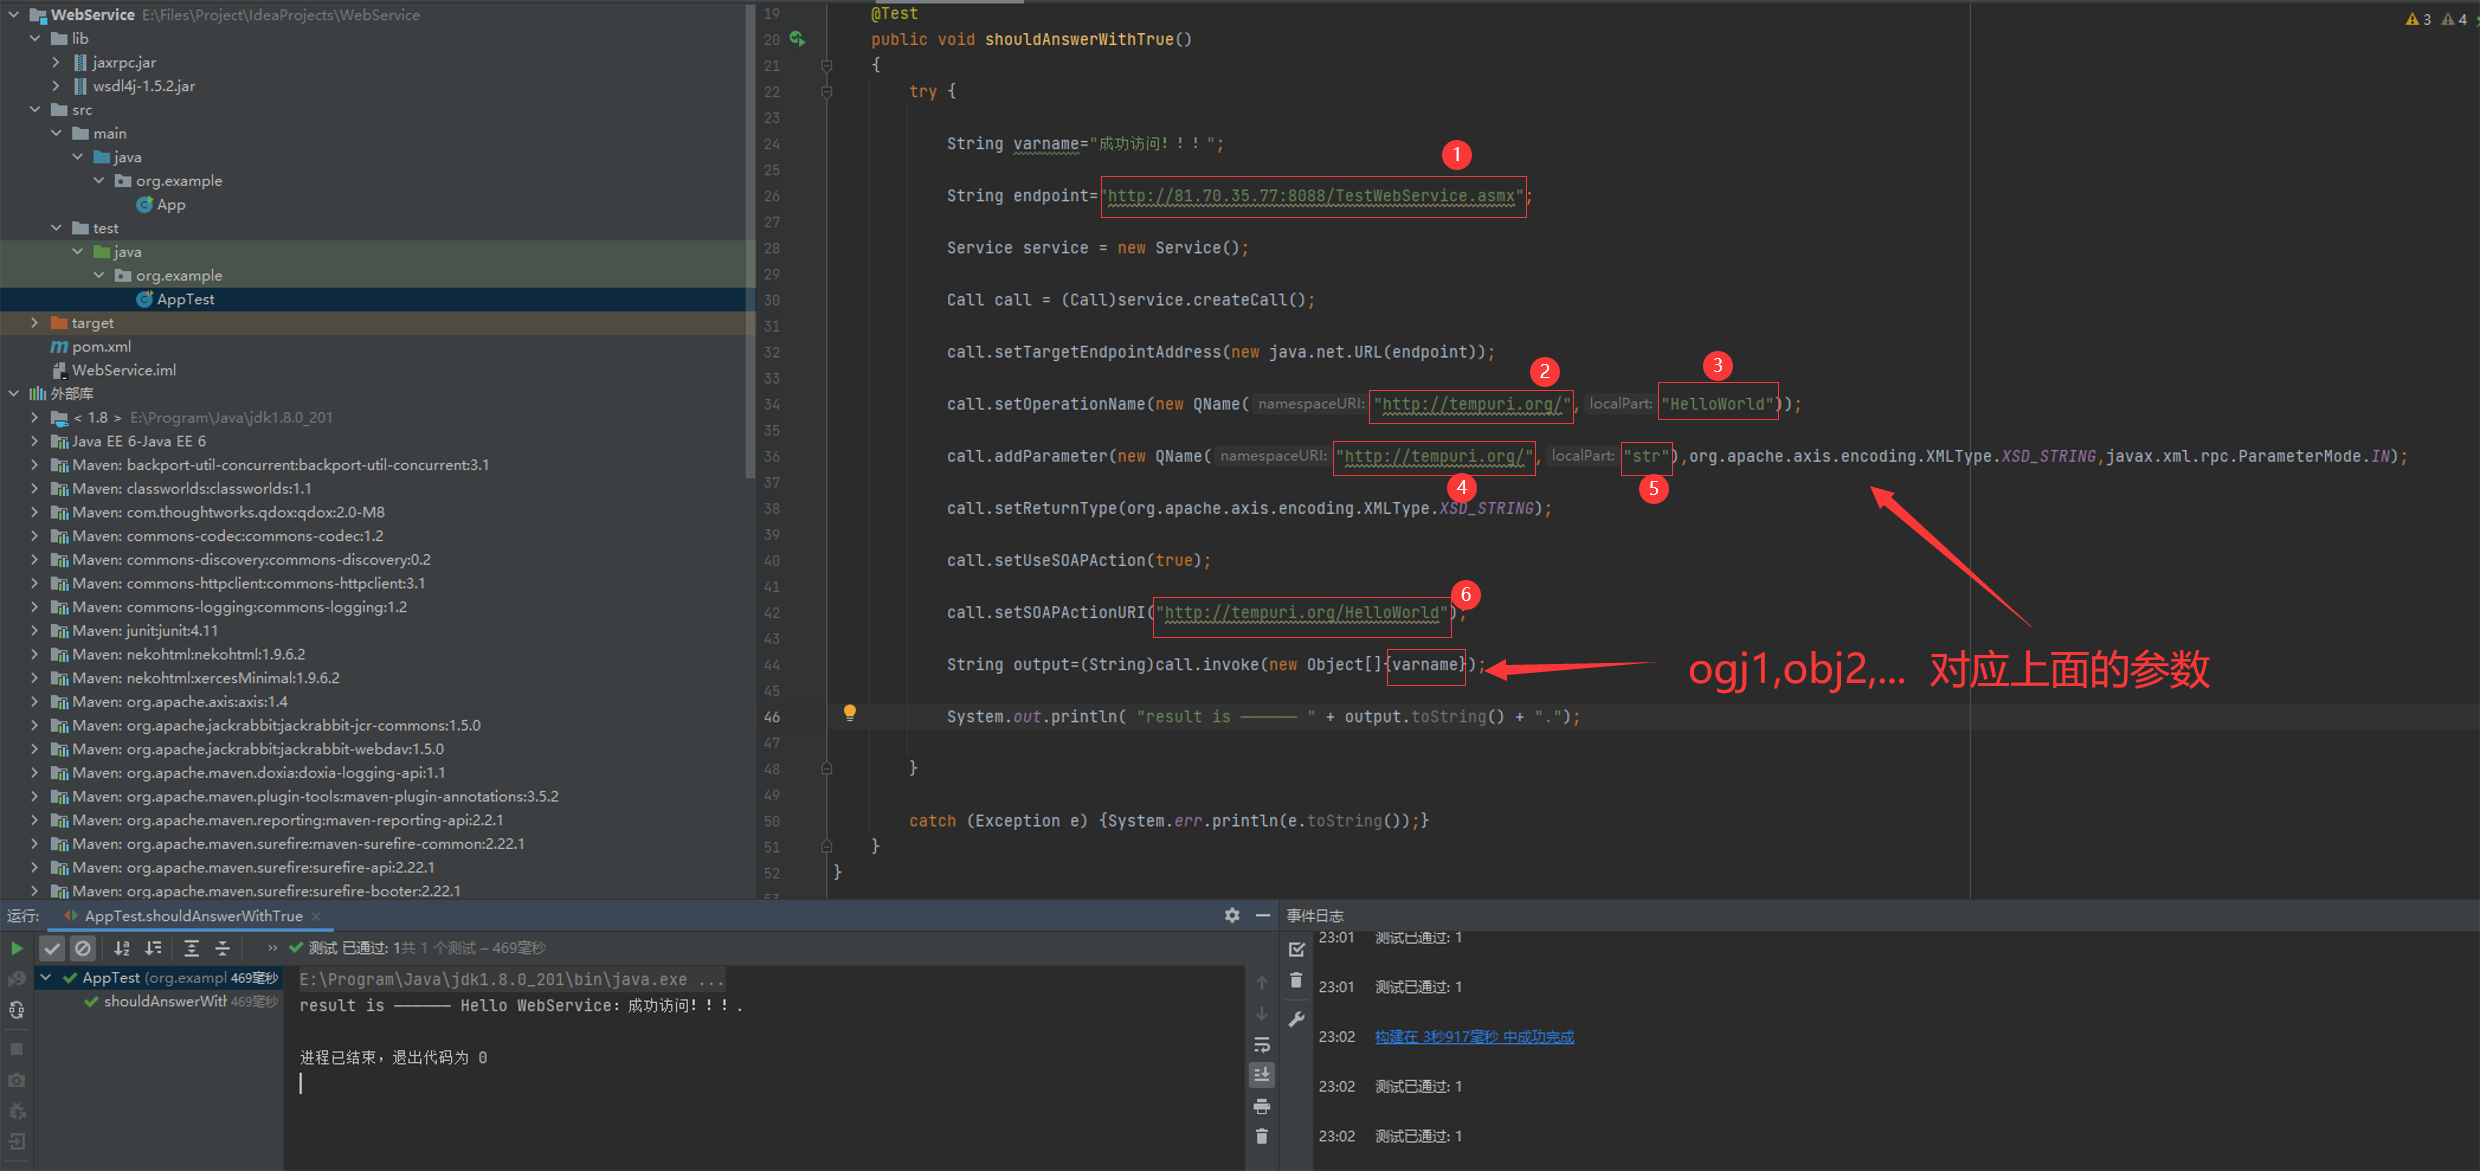 WebService E:\Files\Project\IdeaProjects\WebService
lib
jaxrpc.jar
wsdl4j-1.5.2.jar
src
main
java
org.example
App
test
java
org.example
AppTest
target
pom.xml
WebService.iml
外部库
< 1.8 > E:\Program\Java\jdk1.8.0_201
Java EE 6-Java EE 6
Maven: backport-util-concurrent:backport-util-concurrent:3.1
Maven: classworlds:classworlds:1.1
Maven: com.thoughtworks.qdox:qdox:2.0-M8
Maven: commons-codec:commons-codec:1.2
Maven: commons-discovery:commons-discovery:0.2
Maven: commons-httpclient:commons-httpclient:3.1
Maven: commons-logging:commons-logging:1.2
Maven: junit:junit:4.11
Maven: nekohtml:nekohtml:1.9.6.2
Maven: nekohtml:xercesMinimal:1.9.6.2
Maven: org.apache.axis:axis:1.4
Maven: org.apache.jackrabbit:jackrabbit-jcr-commons:1.5.0
Maven: org.apache.jackrabbit:jackrabbit-webdav:1.5.0
Maven: org.apache.maven.doxia:doxia-logging-api:1.1
Maven: org.apache.maven.plugin-tools:maven-plugin-annotations:3.5.2
Maven: org.apache.maven.reporting:maven-reporting-api:2.2.1
Maven: org.apache.maven.surefire:maven-surefire-common:2.22.1
Maven: org.apache.maven.surefire:surefire-api:2.22.1
Maven: org.apache.maven.surefire:surefire-booter:2.22.1
3 4
19 @Test
20 public void shouldAnswerWithTrue()
21 {
22 try {
23
24 String varname="成功访问!!!";
25
1
26 String endpoint="http://81.70.35.77:8088/TestWebService.asmx";
27
28 Service service = new Service();
29
30 Call call = (Call)service.createCall();
31
32 call.setTargetEndpointAddress(new java.net.URL(endpoint));
33
2 3
34 call.setOperationName(new QName( namespaceURI: "http://tempuri.org/", localPart: "HelloWorld"));
35
36 call.addParameter(new QName( namespaceURI: "http://tempuri.org/", localPart: "str"),org.apache.axis.encoding.XMLType.XSD_STRING,javax.xml.rpc.ParameterMode.IN);
37
4 5
38 call.setReturnType(org.apache.axis.encoding.XMLType.XSD_STRING);
39
40 call.setUseSOAPAction(true);
41
6
42 call.setSOAPActionURI("http://tempuri.org/HelloWorld");
43
44 String output=(String)call.invoke(new Object[]{varname});
ogj1,obj2,... 对应上面的参数
45
46 System.out.println( "result is —————— " + output.toString() + ".");
47
48 }
49
50 catch (Exception e) {System.err.println(e.toString());}
51 }
52 }
53
运行: AppTest.shouldAnswerWithTrue
» 测试 已通过: 1共 1 个测试 – 469毫秒
AppTest (org.exampl 469毫秒
shouldAnswerWith 469毫秒
E:\Program\Java\jdk1.8.0_201\bin\java.exe ...
result is —————— Hello WebService: 成功访问!!!.
进程已结束，退出代码为 0
事件日志
23:01 测试已通过: 1
23:01 测试已通过: 1
23:02 构建在 3秒917毫秒 中成功完成
23:02 测试已通过: 1
23:02 测试已通过: 1